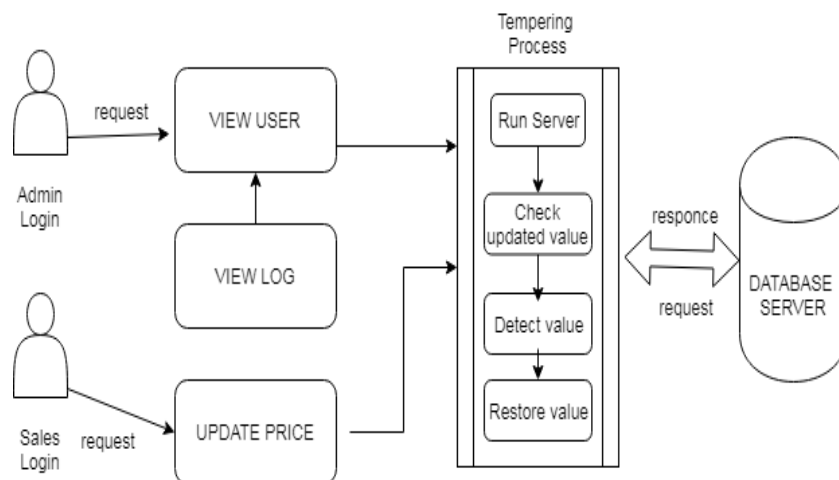 Tempering
Process
request
VIEW USER
Run Server
Admin
Login
Check
updated value
responce
VIEW LOG
DATABASE
SERVER
request
Detect value
Restore value
UPDATE PRICE
Sales
Login
request